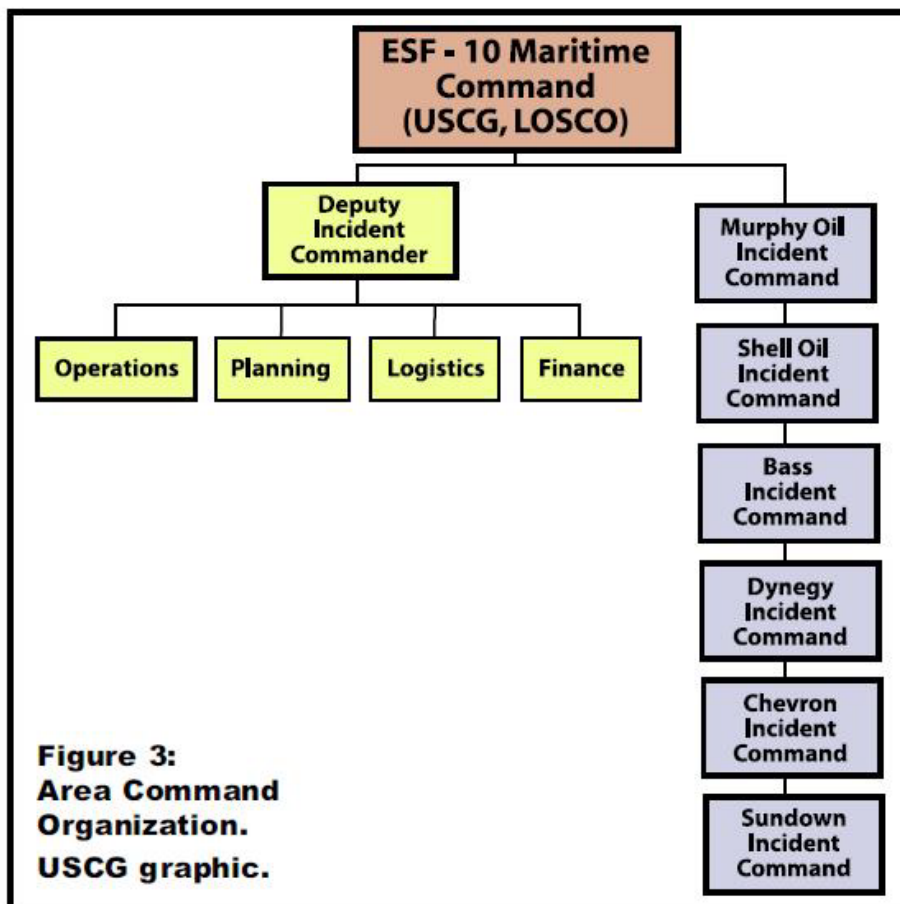 ESF - 10 Maritime
Command
(USCG, LOSCO)
Deputy
Incident
Commander
Operations
Planning
Logistics
Finance
Murphy Oil
Incident
Command
Shell Oil
Incident
Command
Bass
Incident
Command
Dynegy
Incident
Command
Chevron
Incident
Command
Sundown
Incident
Command
Figure 3:
Area Command
Organization.
USCG graphic.